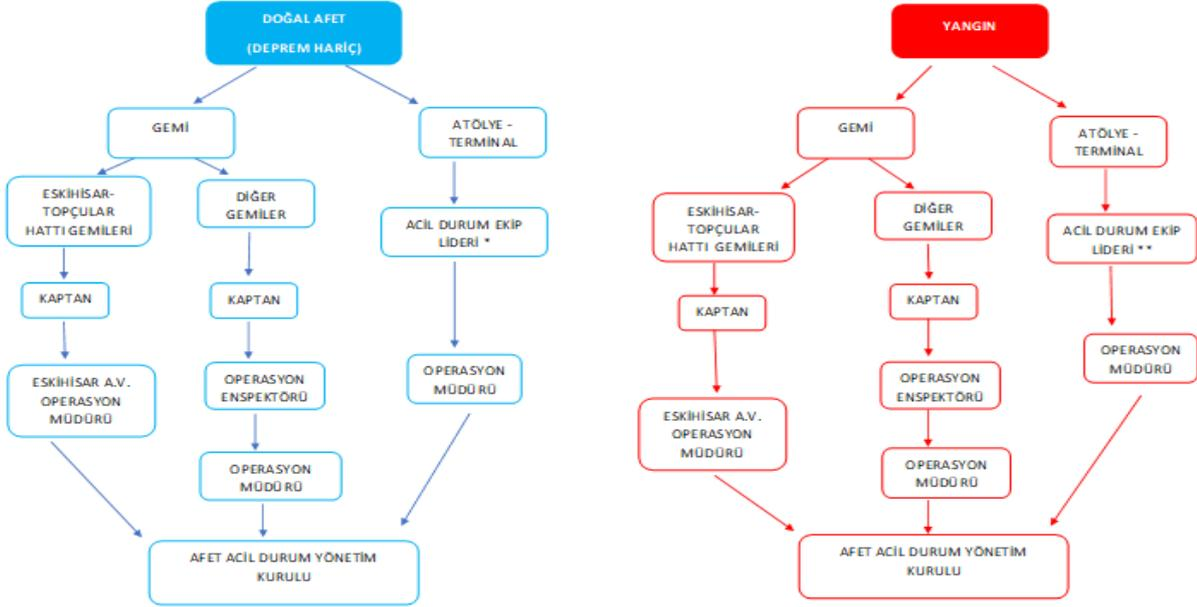 DOĞAL AFET
(DEPREM HARİÇ)
GEMİ
ATÖLYE -
TERMİNAL
ESKİHİSAR-
TOPÇULAR
HATTI GEMİLERİ
DİĞER
GEMİLER
ACİL DURUM EKİP
LİDERİ *
KAPTAN
KAPTAN
ESKİHİSAR A.V.
OPERASYON
MÜDÜRÜ
OPERASYON
ENSPEKTÖRÜ
OPERASYON
MÜDÜRÜ
OPERASYON
MÜDÜRÜ
AFET ACİL DURUM YÖNETİM
KURULU
YANGIN
GEMİ
ATÖLYE -
TERMİNAL
ESKİHİSAR-
TOPÇULAR
HATTI GEMİLERİ
DİĞER
GEMİLER
ACİL DURUM EKİP
LİDERİ **
KAPTAN
KAPTAN
OPERASYON
MÜDÜRÜ
ESKİHİSAR A.V.
OPERASYON
MÜDÜRÜ
OPERASYON
ENSPEKTÖRÜ
OPERASYON
MÜDÜRÜ
AFET ACİL DURUM YÖNETİM
KURULU